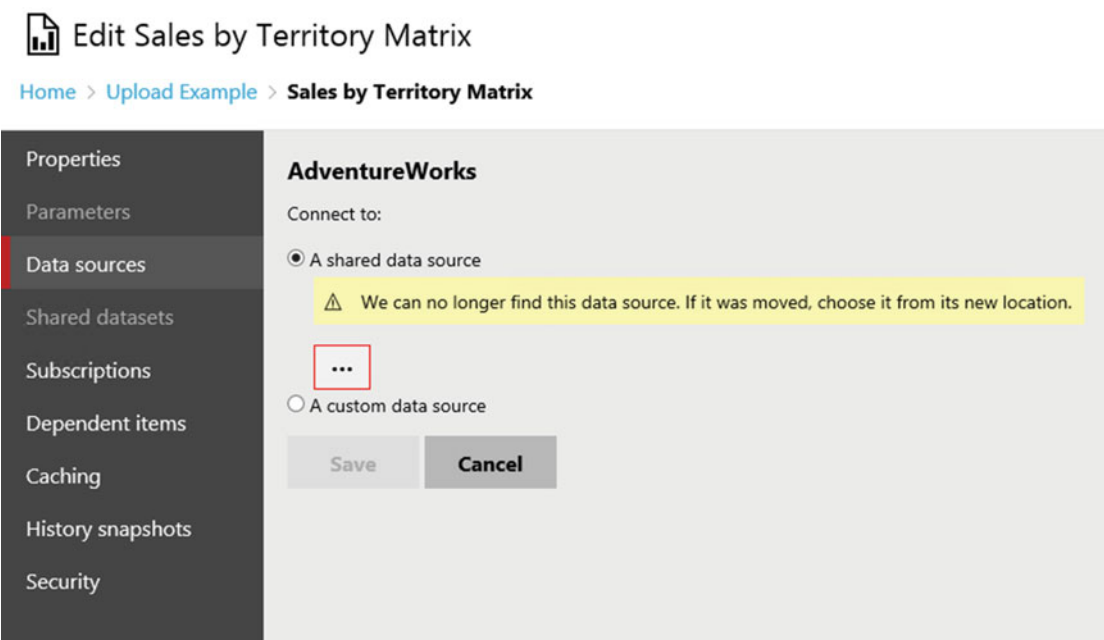 Edit Sales by Territory Matrix
Home > Upload Example > Sales by Territory Matrix
Properties
Parameters
Data sources
Shared datasets
Subscriptions
Dependent items
Caching
History snapshots
Security
AdventureWorks
Connect to:
A shared data source
We can no longer find this data source. If it was moved, choose it from its new location.
...
A custom data source
Save Cancel